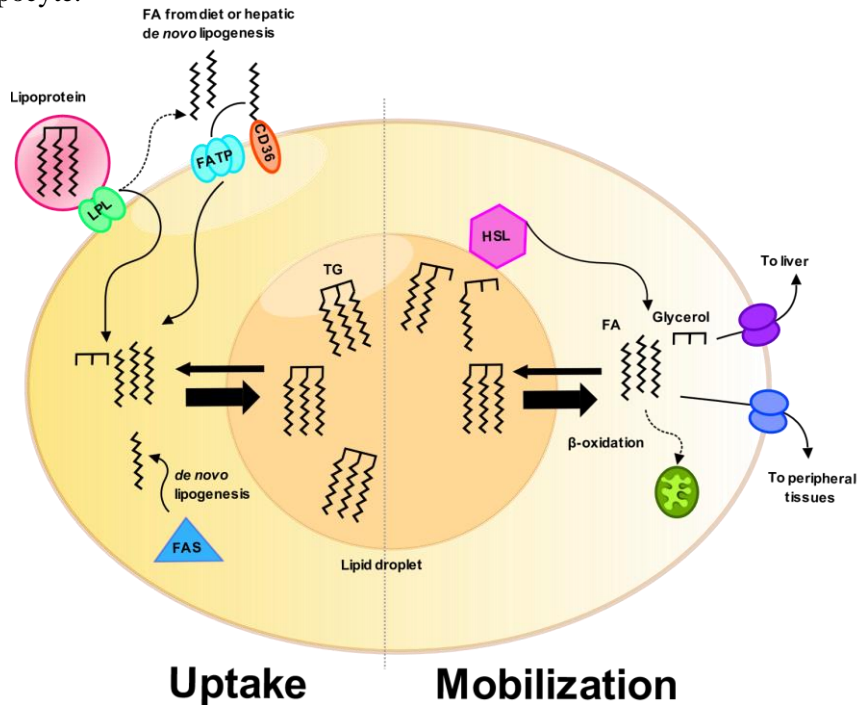 FA from diet or hepatic
de novo lipogenesis
Lipoprotein
CD36
FATP
LPL
HSL
TG
To liver
FA
Glycerol
β-oxidation
de novo
lipogenesis
To peripheral
tissues
FAS
Lipid droplet
Uptake
Mobilization